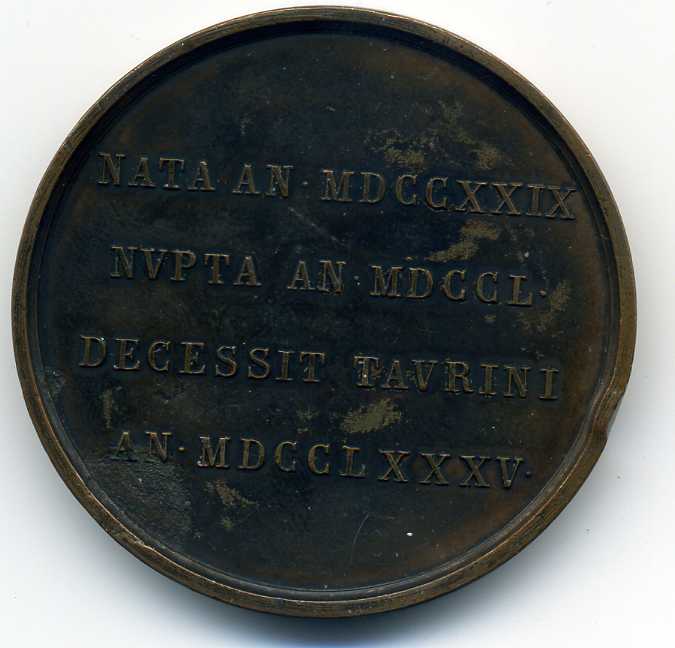 NATA AN · MDCCXXIX
NVPTA AN · MDCCL ·
DECESSIT TAVRINI
AN · MDCCLXXXV ·